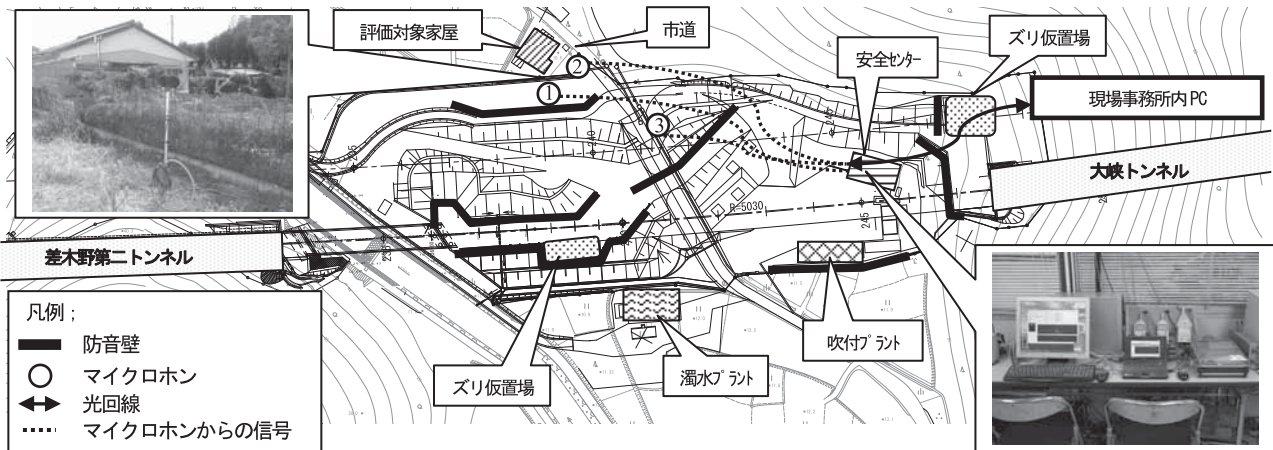 評価対象家屋
市道
ズリ仮置場
安全センター
現場事務所内PC
②
①
③
大峡トンネル
R=5030
245
240
差木野第二トンネル
凡例；
防音壁
マイクロホン
光回線
マイクロホンからの信号
ズリ仮置場
濁水プラント
吹付プラント